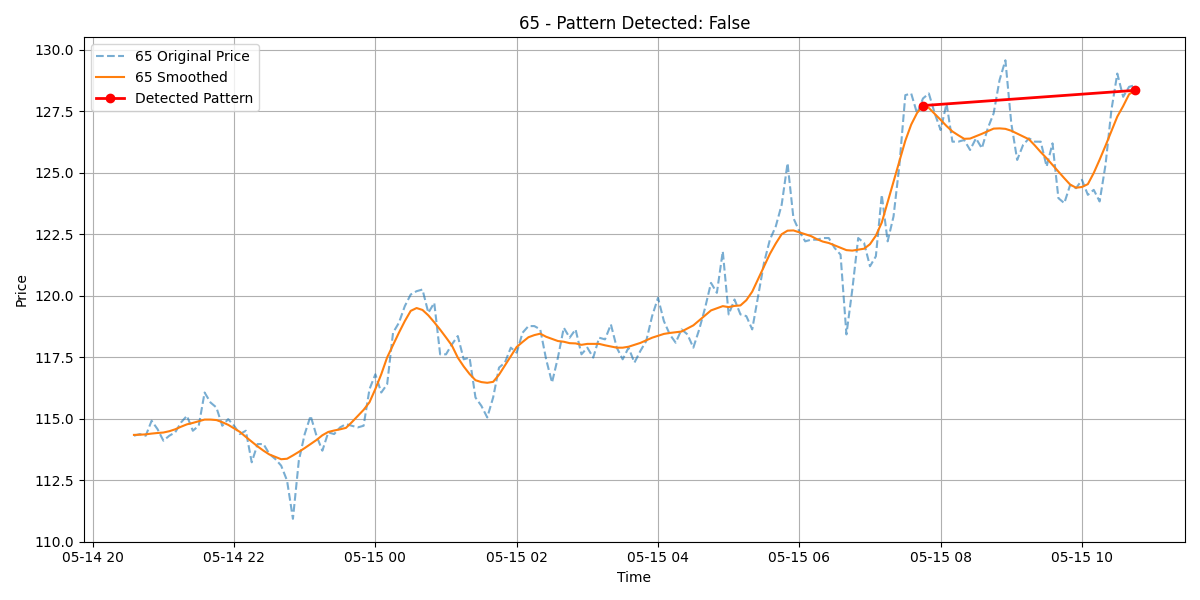 65 - Pattern Detected: False
65 Original Price
65 Smoothed
Detected Pattern
Price
130.0
127.5
125.0
122.5
120.0
117.5
115.0
112.5
110.0
05-14 20
05-14 22
05-15 00
05-15 02
05-15 04
05-15 06
05-15 08
05-15 10
Time